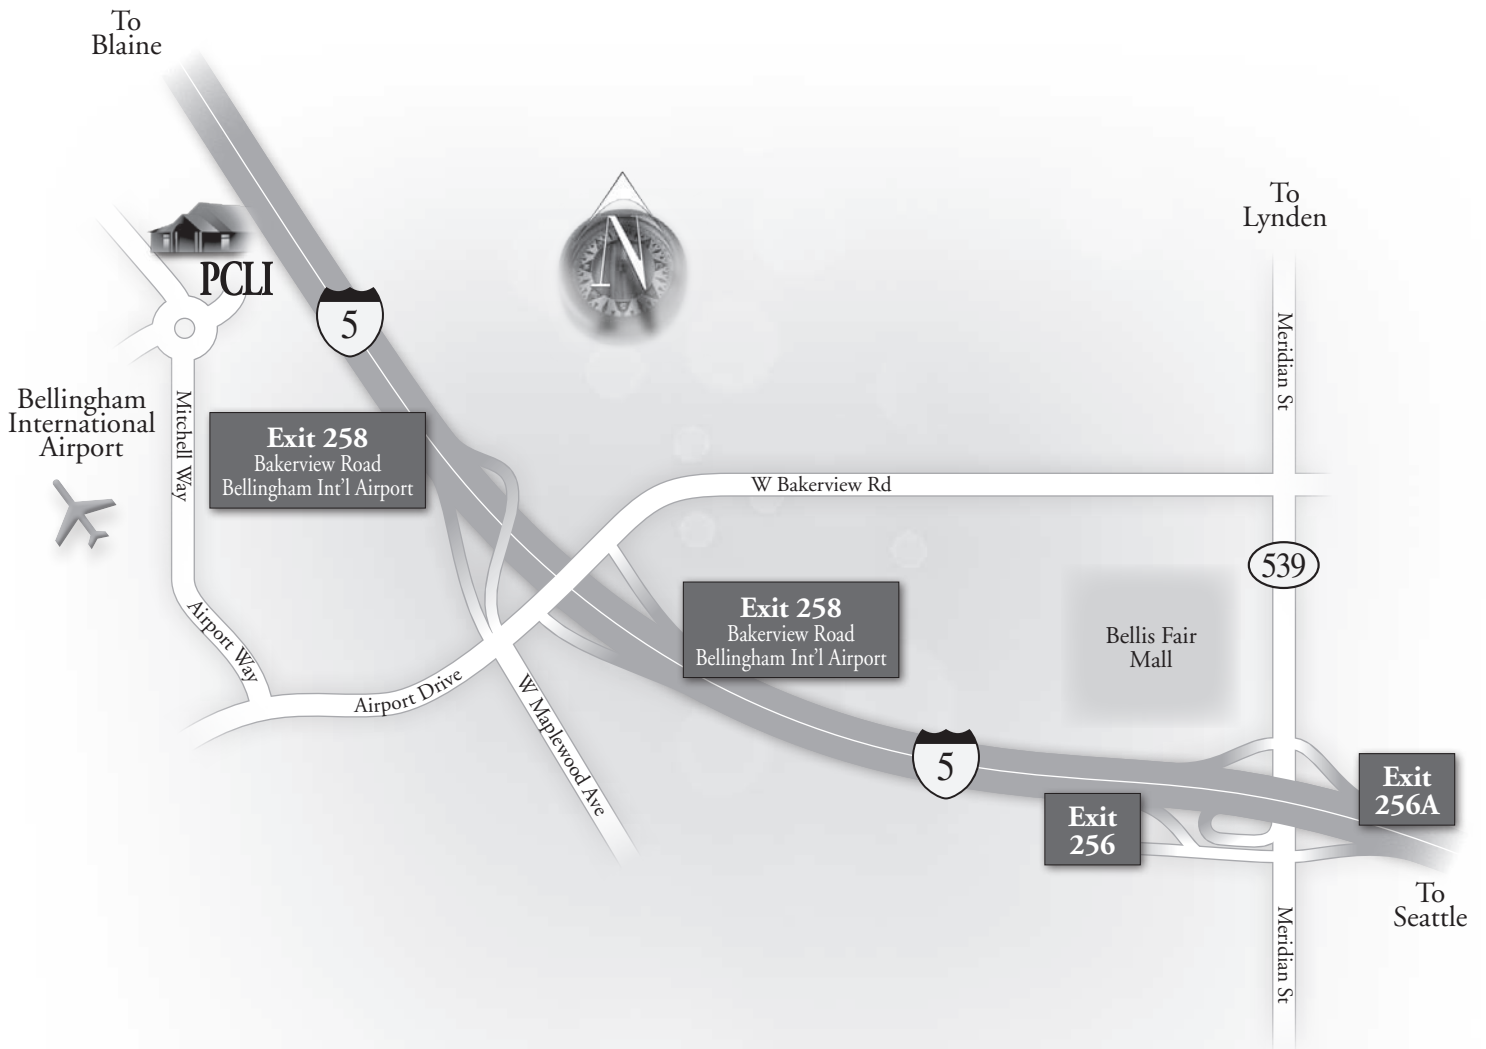 To
Blaine
To
Lynden
N
PCLI
5
Meridian St
Bellingham
International
Airport
Mitchell Way
Exit 258
Bakerview Road
Bellingham Int'l Airport
W Bakerview Rd
539
Exit 258
Bakerview Road
Bellingham Int'l Airport
Bellis Fair
Mall
Airport Way
Airport Drive
W Maplewood Ave
5
Exit
256A
Exit
256
To
Seattle
Meridian St